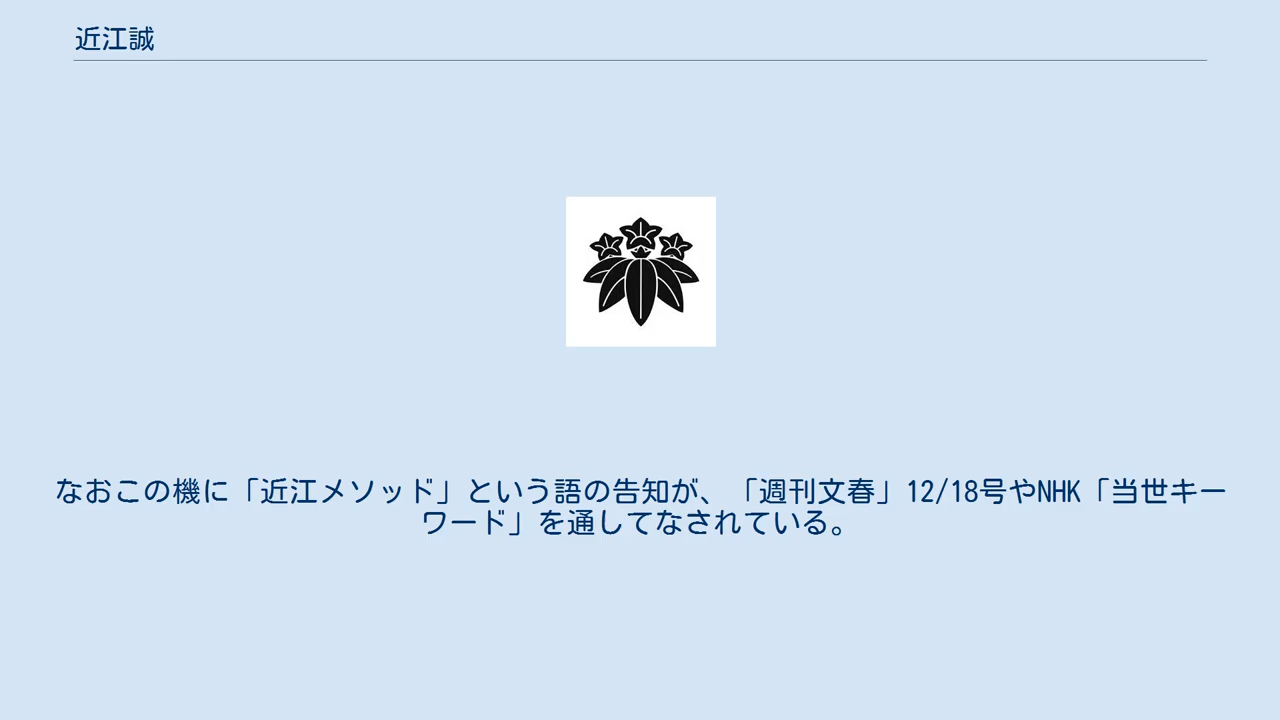 近江誠
なおこの機に「近江メソッド」という語の告知が、「週刊文春」12/18号やNHK「当世キー
ワード」を通してなされている。